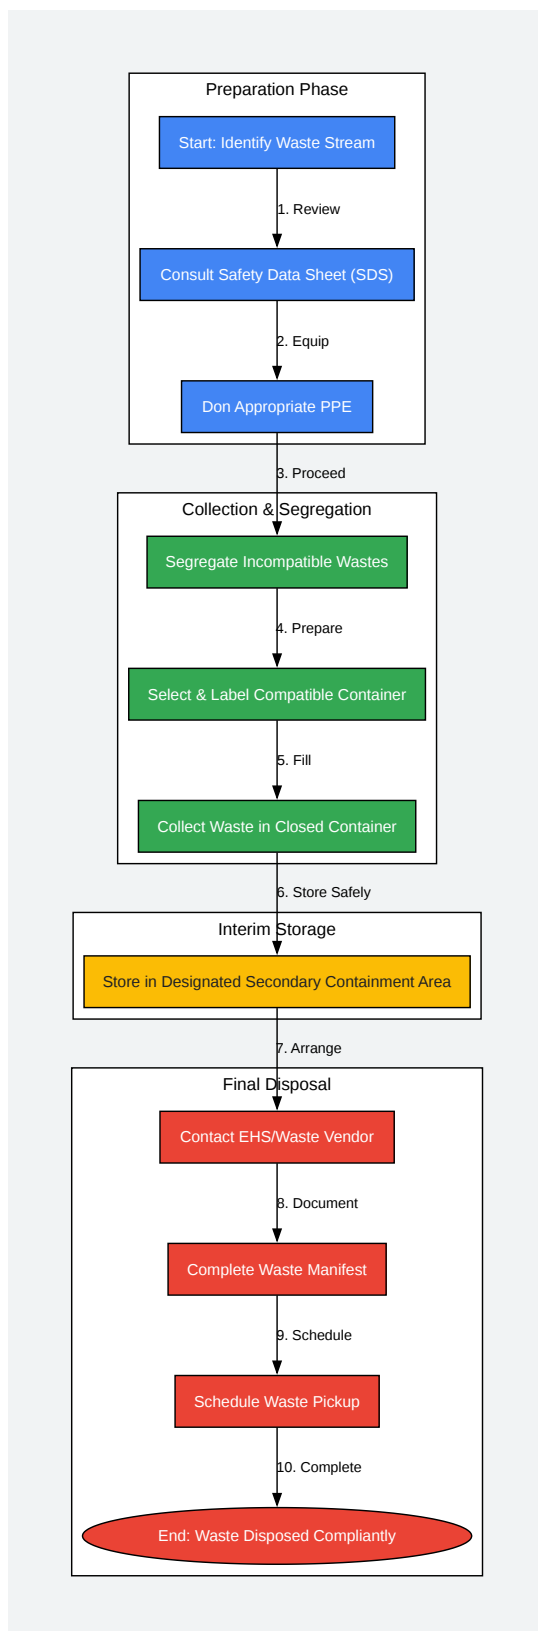 Preparation Phase
Start: Identify Waste Stream
1. Review
Consult Safety Data Sheet (SDS)
2. Equip
Don Appropriate PPE
3. Proceed
Collection & Segregation
Segregate Incompatible Wastes
4. Prepare
Select & Label Compatible Container
5. Fill
Collect Waste in Closed Container
6. Store Safely
Interim Storage
Store in Designated Secondary Containment Area
7. Arrange
Final Disposal
Contact EHS/Waste Vendor
8. Document
Complete Waste Manifest
9. Schedule
Schedule Waste Pickup
10. Complete
End: Waste Disposed Compliantly